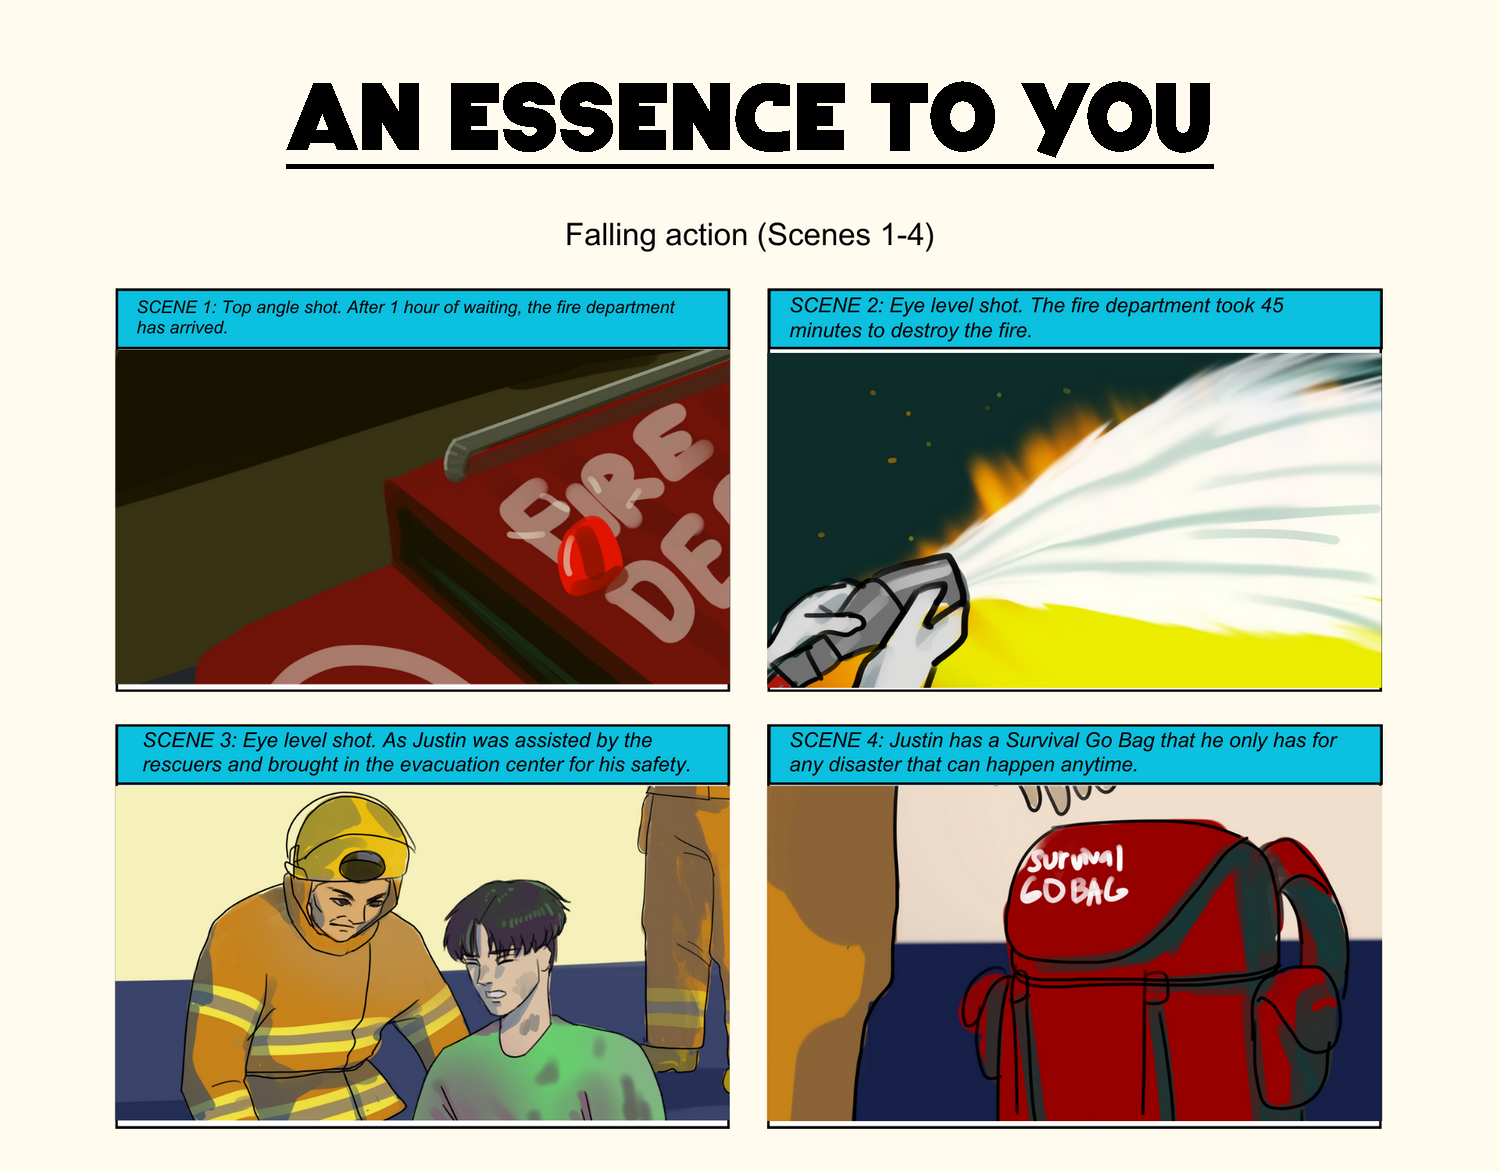 AN ESSENCE TO YOU
Falling action (Scenes 1-4)
SCENE 1: Top angle shot. After 1 hour of waiting, the fire department
has arrived.
SCENE 2: Eye level shot. The fire department took 45
minutes to destroy the fire.
FIRE
DE
SCENE 3: Eye level shot. As Justin was assisted by the
rescuers and brought in the evacuation center for his safety.
SCENE 4: Justin has a Survival Go Bag that he only has for
any disaster that can happen anytime.
Survival
GO BAG